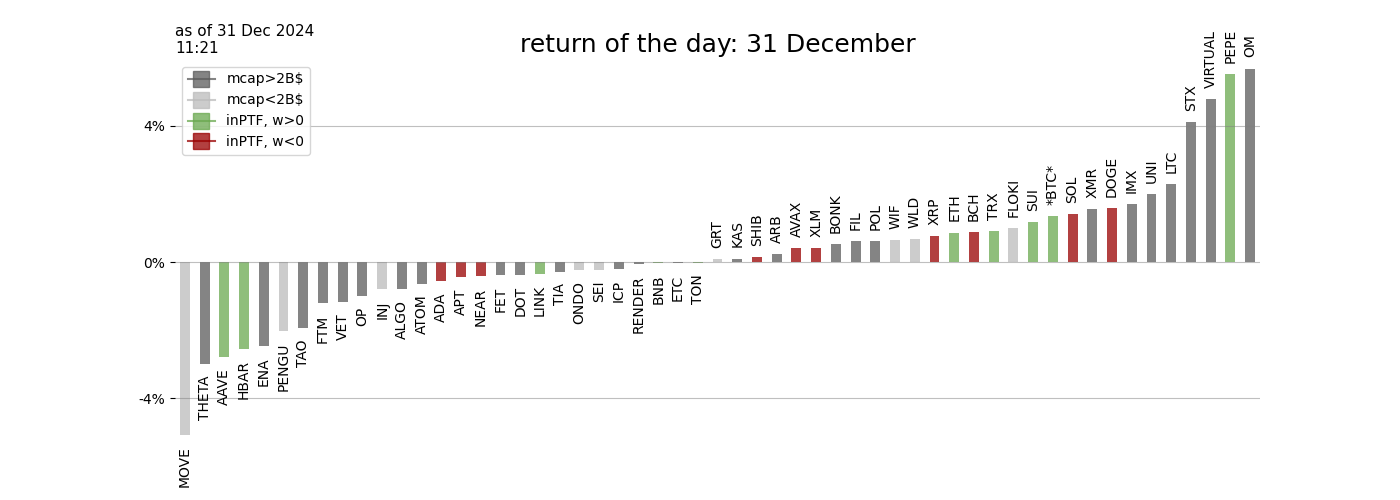 as of 31 Dec 2024
11:21
return of the day: 31 December
mcap>2B$
mcap<2B$
inPTF, w>0
inPTF, w<0
4%
0%
-4%
MOVE
THETA
AAVE
HBAR
ENA
PENGU
TAO
FTM
VET
OP
INJ
ALGO
ATOM
ADA
APT
NEAR
FET
DOT
LINK
TIA
ONDO
SEI
ICP
RENDER
BNB
ETC
TON
GRT
KAS
SHIB
ARB
AVAX
XLM
BONK
FIL
POL
WIF
WLD
XRP
ETH
BCH
TRX
FLOKI
SUI
*BTC*
SOL
XMR
DOGE
IMX
UNI
LTC
STX
VIRTUAL
PEPE
OM